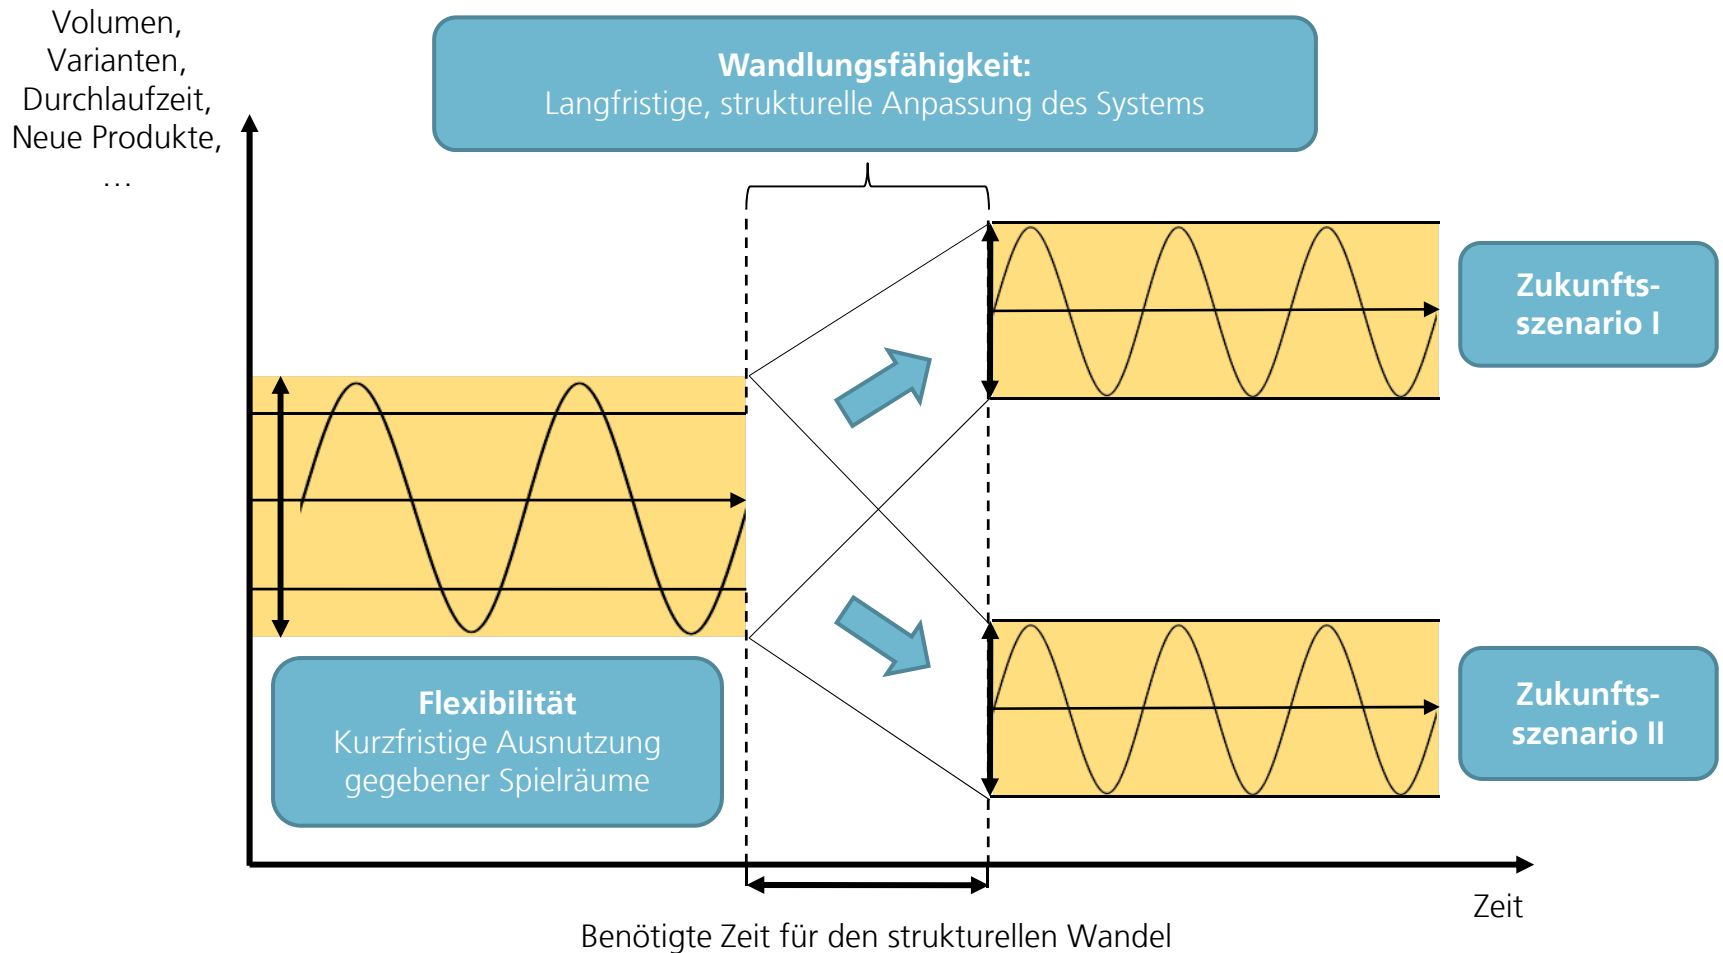 Volumen,
Varianten,
Durchlaufzeit,
Neue Produkte,
…
Wandlungsfähigkeit:
Langfristige, strukturelle Anpassung des Systems
Zukunfts-
szenario I
Flexibilität
Kurzfristige Ausnutzung
gegebener Spielräume
Zukunfts-
szenario II
Zeit
Benötigte Zeit für den strukturellen Wandel